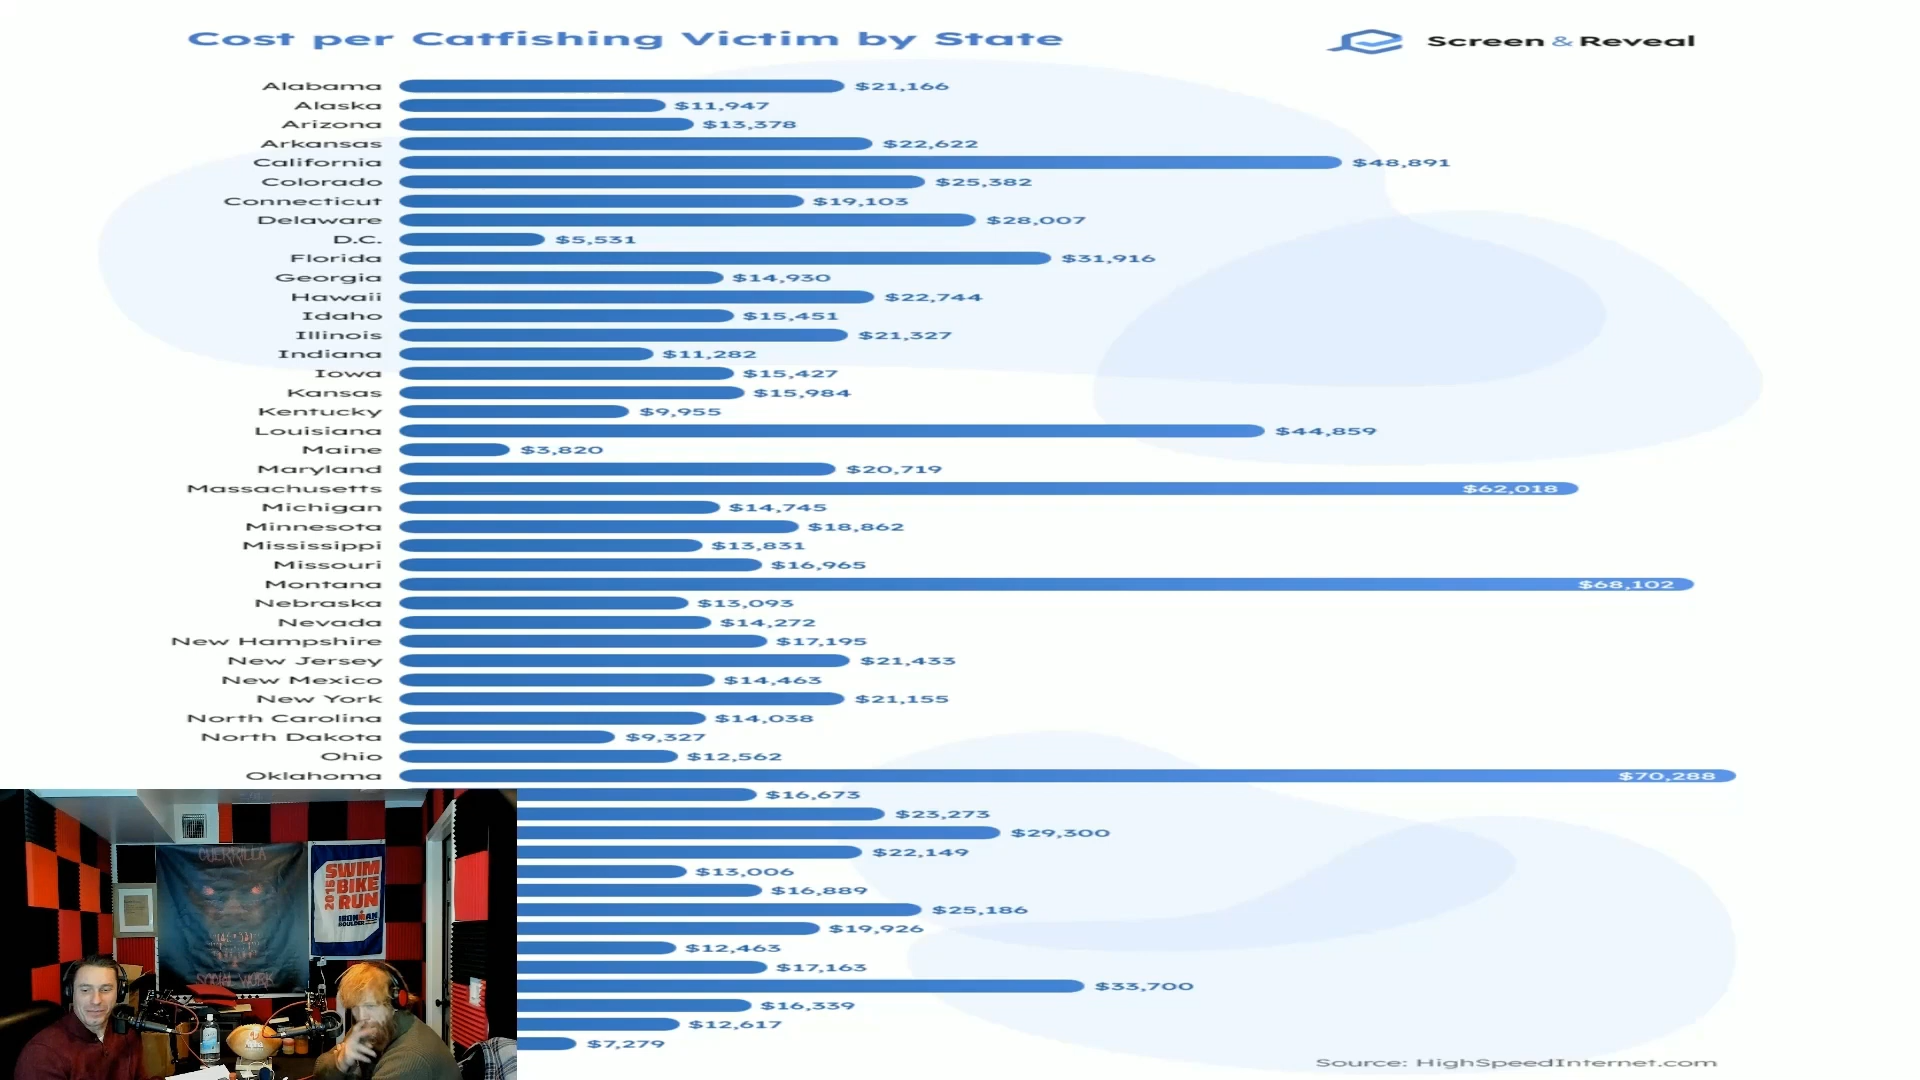 Cost per Catfishing Victim by State
Screen & Reveal
Alabama $21,166
Alaska $11,947
Arizona $13,378
Arkansas $22,622
California $48,891
Colorado $25,382
Connecticut $19,103
Delaware $28,007
D.C. $5,531
Florida $31,916
Georgia $14,930
Hawaii $22,744
Idaho $15,451
Illinois $21,327
Indiana $11,282
Iowa $15,427
Kansas $15,984
Kentucky $9,955
Louisiana $44,859
Maine $3,820
Maryland $20,719
Massachusetts $62,018
Michigan $14,745
Minnesota $18,862
Mississippi $13,831
Missouri $16,965
Montana $68,102
Nebraska $13,093
Nevada $14,272
New Hampshire $17,195
New Jersey $21,433
New Mexico $14,463
New York $21,155
North Carolina $14,038
North Dakota $9,327
Ohio $12,562
Oklahoma $70,288
$16,673
$23,273
$29,300
$22,149
$13,006
$16,889
$25,186
$19,926
$12,463
$17,163
$33,700
$16,339
$12,617
$7,279
Source: HighSpeedInternet.com
GUERRILLA
SOCIAL WORK
2016
SWIM
BIKE
RUN
IRONMAN
BOULDER